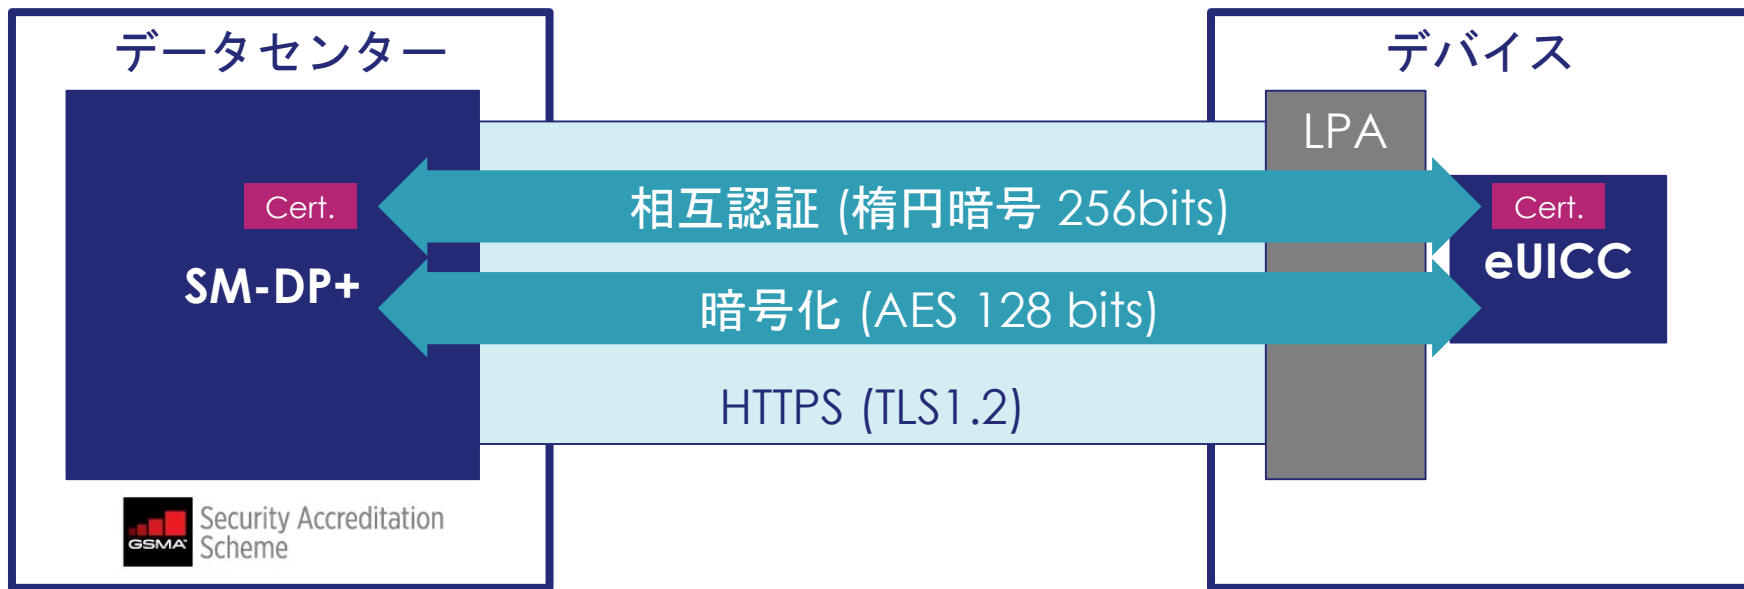 データセンター
デバイス
LPA
相互認証 (楕円暗号 256bits)
Cert.
Cert.
SM-DP+
eUICC
暗号化 (AES 128 bits)
HTTPS (TLS1.2)
GSMA
Security Accreditation
Scheme